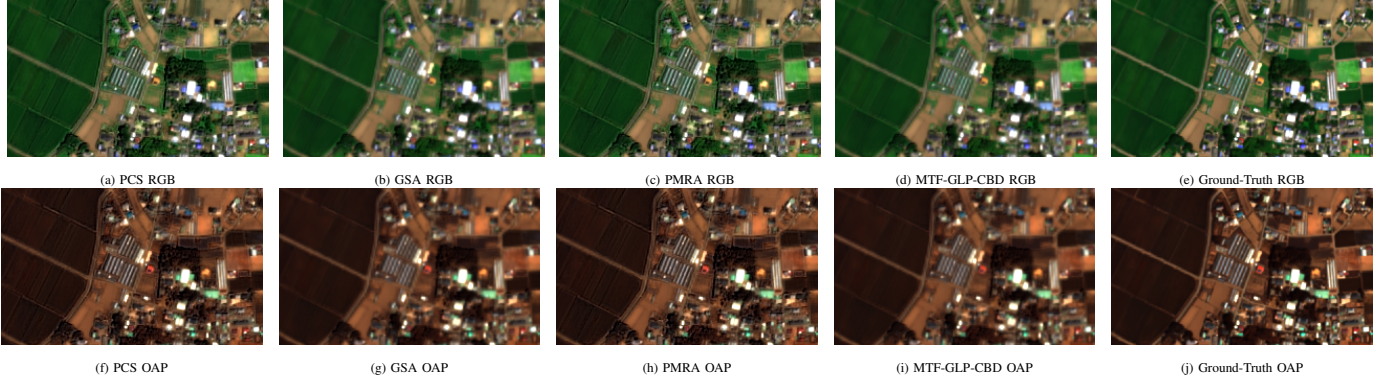 (a) PCS RGB
(b) GSA RGB
(c) PMRA RGB
(d) MTF-GLP-CBD RGB
(e) Ground-Truth RGB
(f) PCS OAP
(g) GSA OAP
(h) PMRA OAP
(i) MTF-GLP-CBD OAP
(j) Ground-Truth OAP